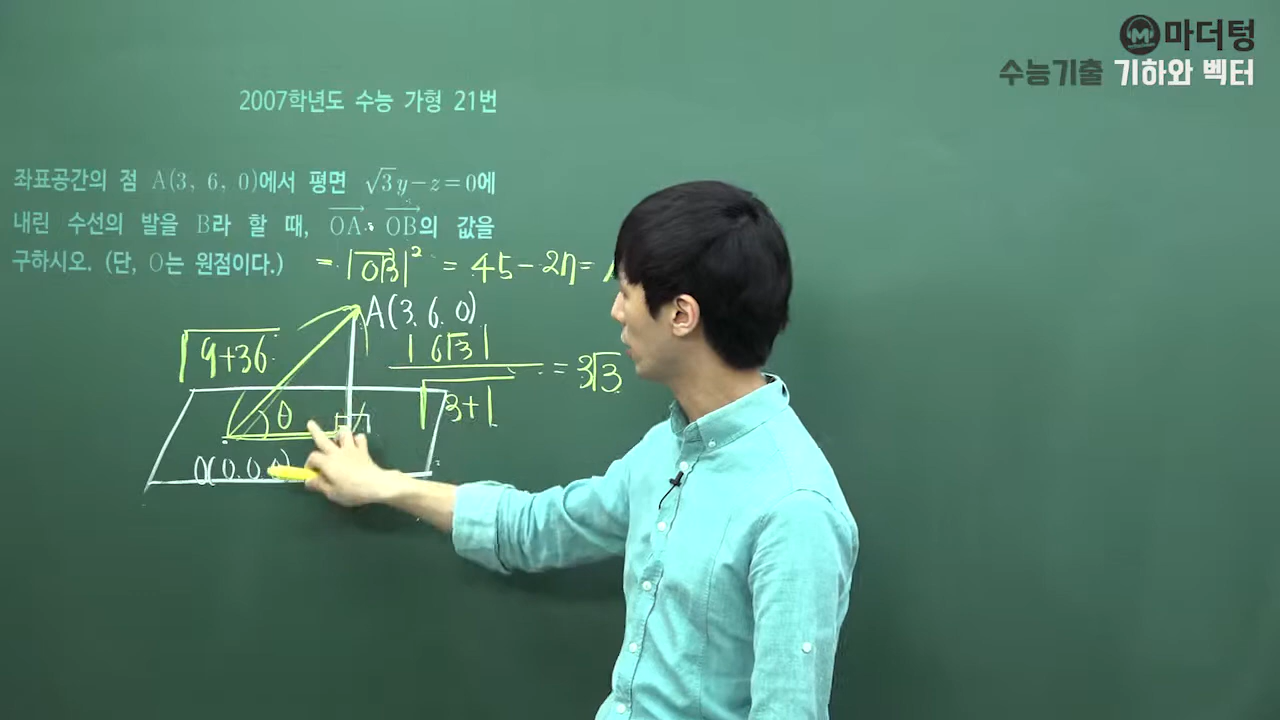 마더텅
수능기출 기하와 벡터
2007학년도 수능 가형 21번
좌표공간의 점 A(3, 6, 0)에서 평면 √3y-z=0에
내린 수선의 발을 B라 할 때, OA · OB의 값을
구하시오. (단, O는 원점이다.)
= |OB|² = 45 - 27 =
A(3, 6, 0)
√9+36
|6√3|
√3+1
= 3√3
θ
O(0, 0, 0)